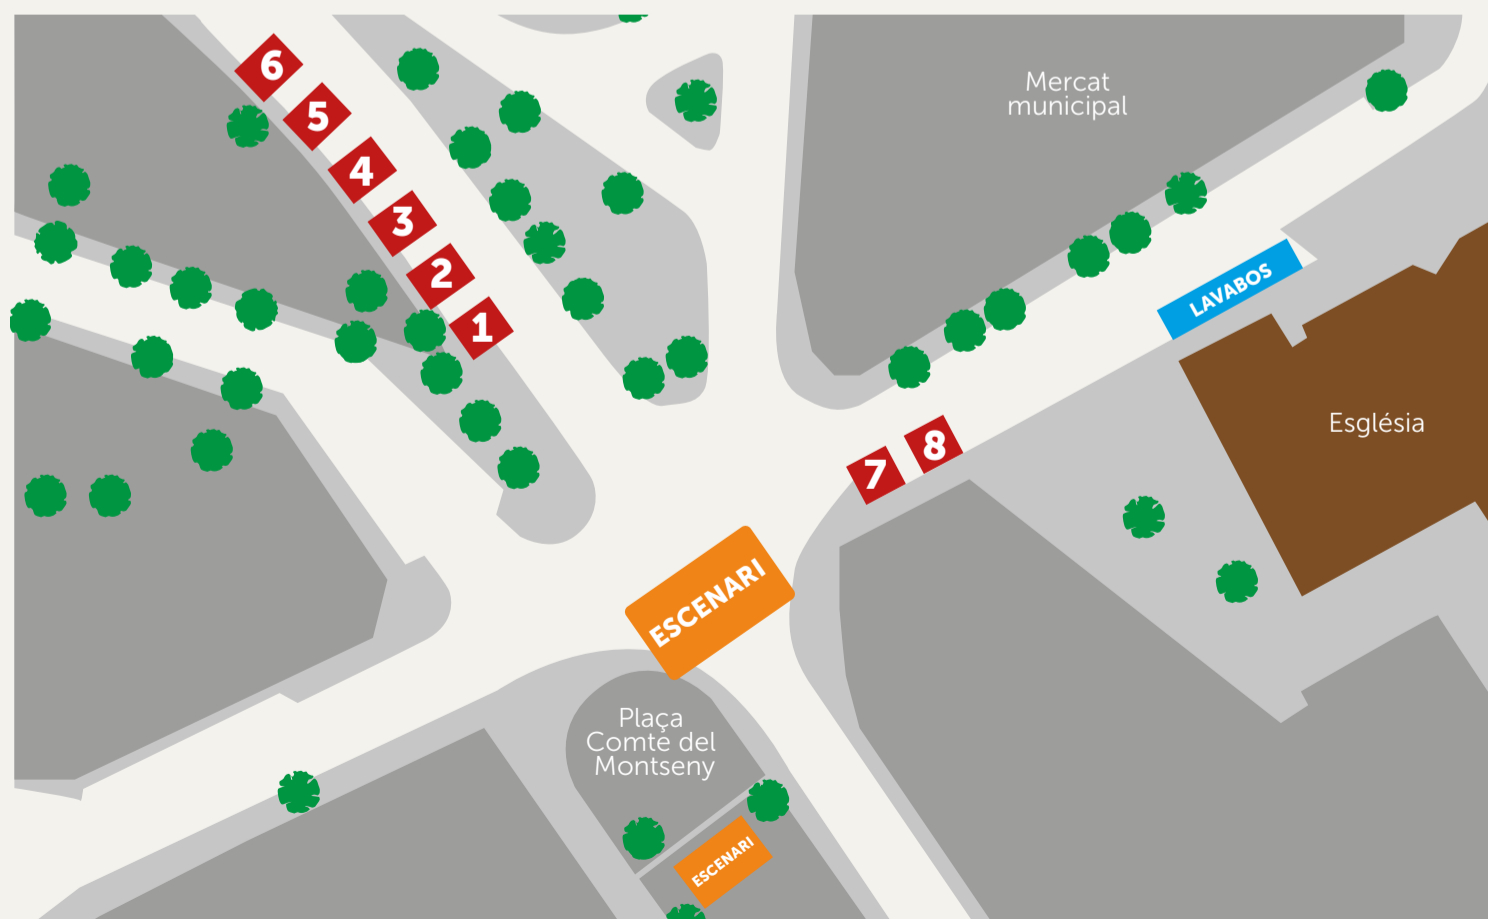 6
5
4
3
2
1
Mercat
municipal
LAVABOS
Església
7
8
ESCENARI
Plaça
Comte del
Montseny
ESCENARI